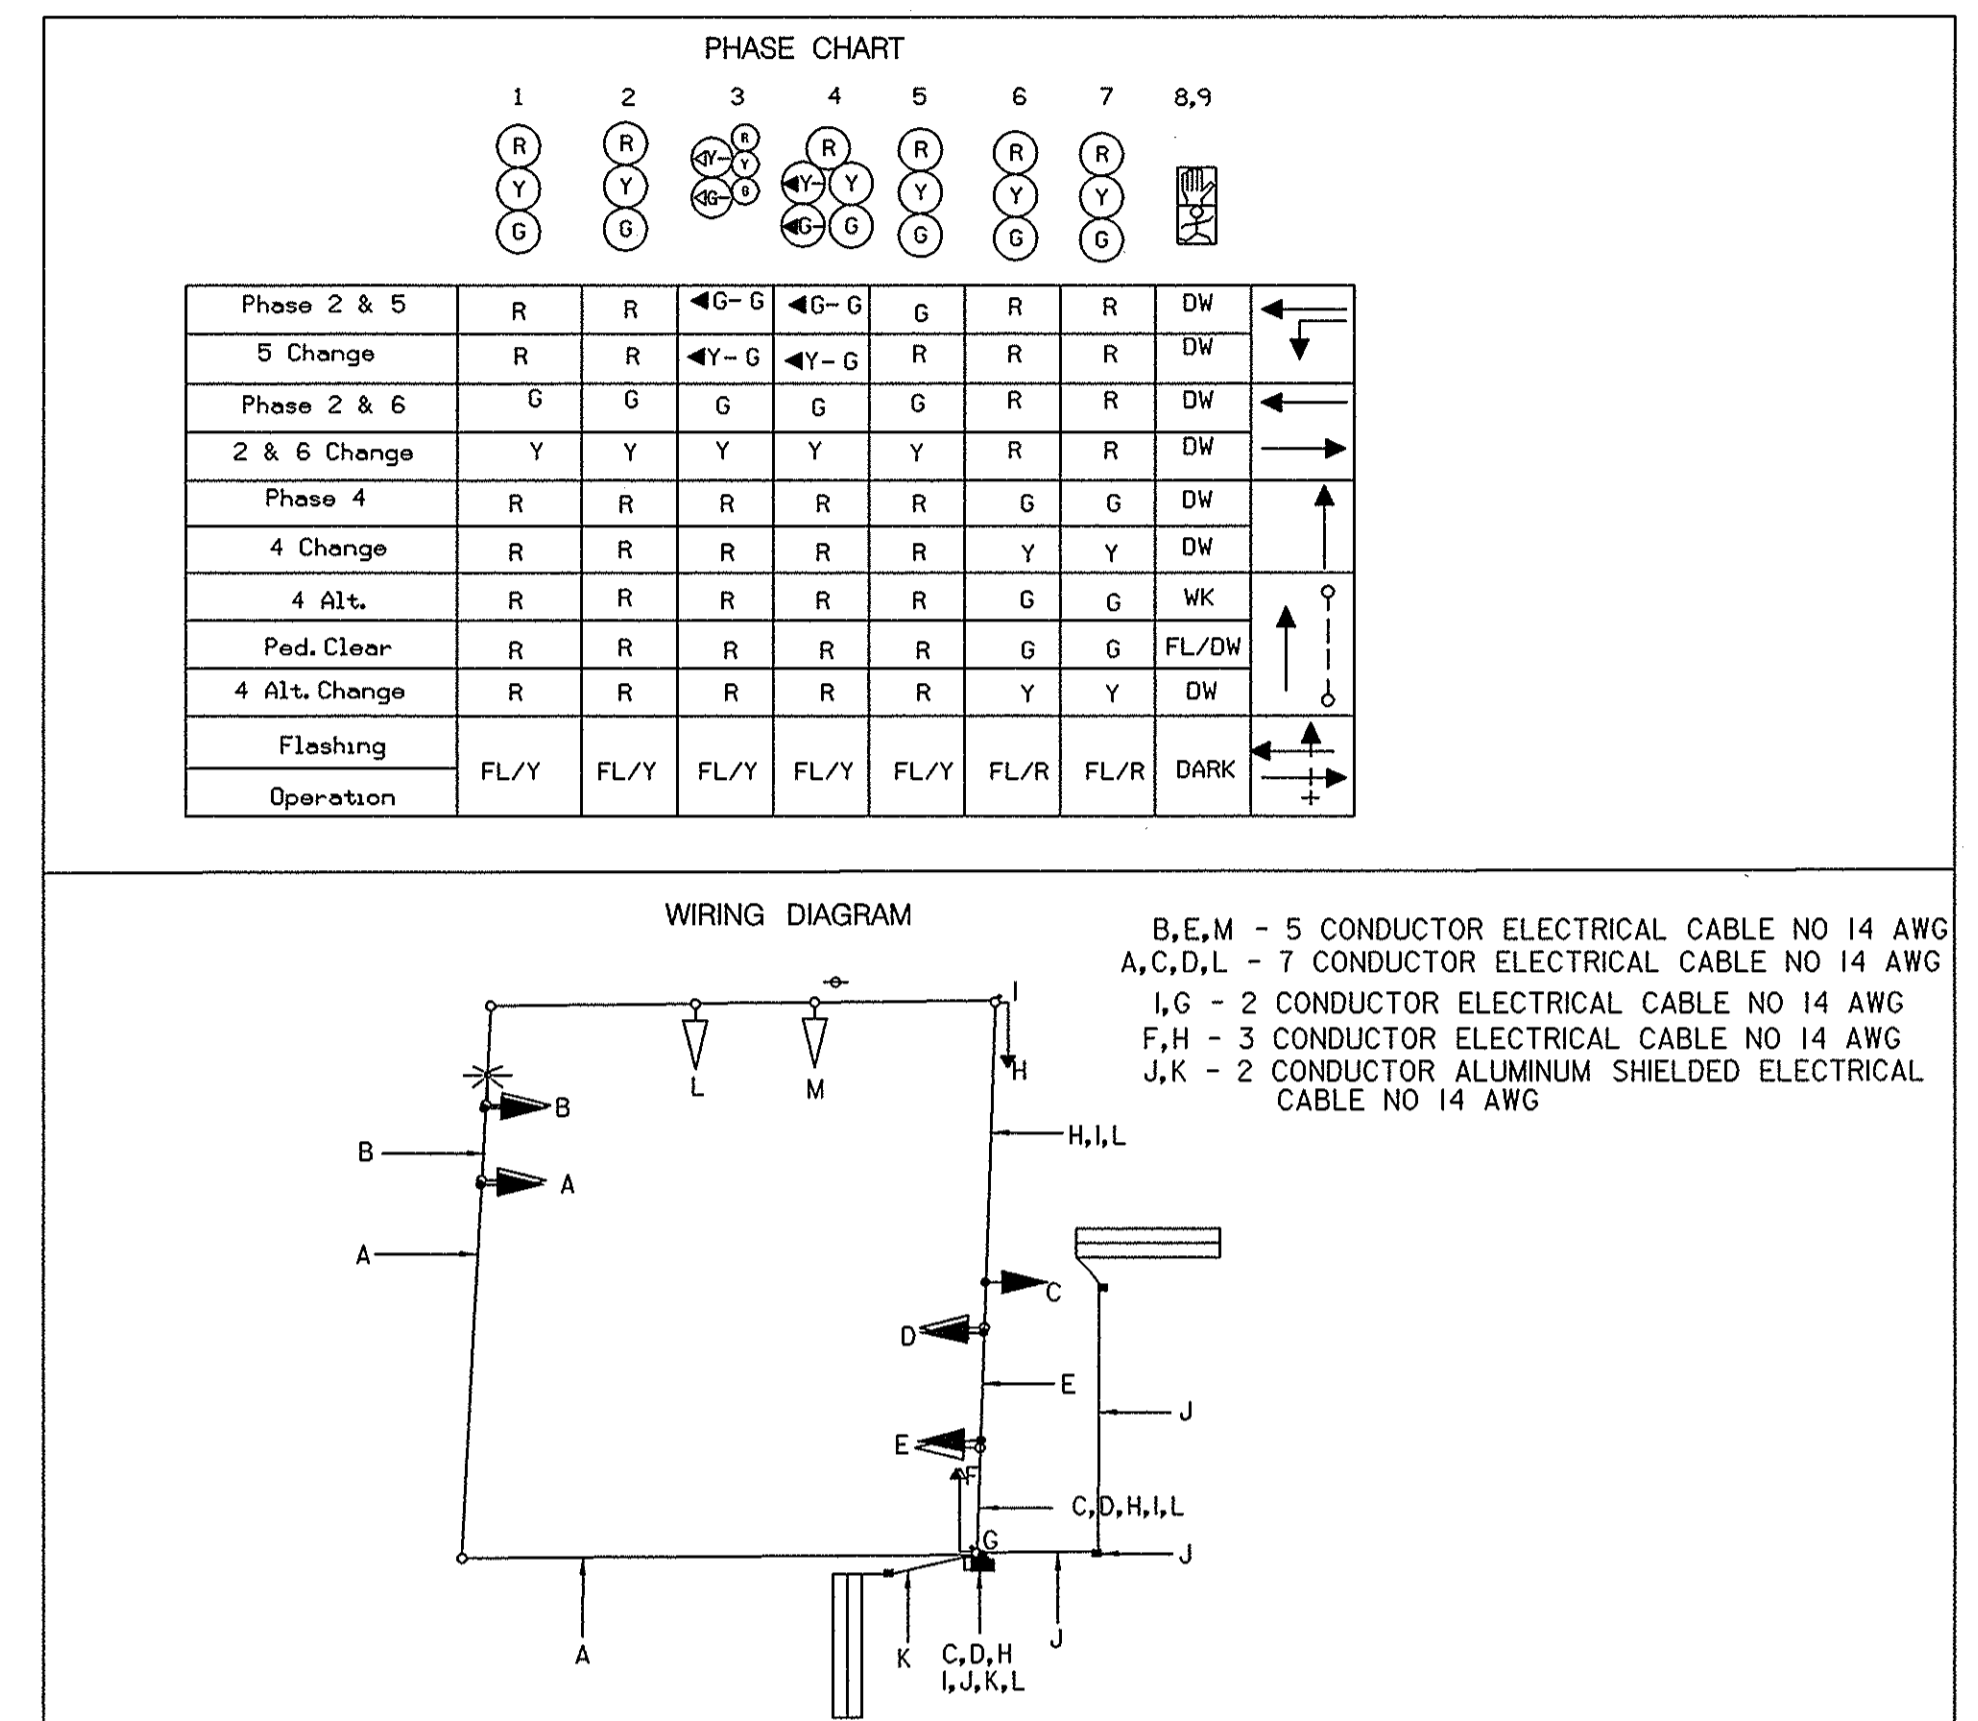 PHASE CHART
1 2 3 4 5 6 7 8,9
R R R R R R R
Y Y Y Y Y Y Y Y Y
G G G G G G G G G
Phase 2 & 5 R R ◄G- G ◄G- G G R R DW
5 Change R R ◄Y- G ◄Y- G R R R DW
Phase 2 & 6 G G G G G R R DW
2 & 6 Change Y Y Y Y Y R R DW
Phase 4 R R R R R G G DW
4 Change R R R R R Y Y DW
4 Alt. R R R R R G G WK
Ped. Clear R R R R R G G FL/DW
4 Alt. Change R R R R R Y Y DW
Flashing
FL/Y FL/Y FL/Y FL/Y FL/Y FL/R FL/R DARK
Operation
WIRING DIAGRAM
B,E,M - 5 CONDUCTOR ELECTRICAL CABLE NO 14 AWG
A,C,D,L - 7 CONDUCTOR ELECTRICAL CABLE NO 14 AWG
I,G - 2 CONDUCTOR ELECTRICAL CABLE NO 14 AWG
F,H - 3 CONDUCTOR ELECTRICAL CABLE NO 14 AWG
J,K - 2 CONDUCTOR ALUMINUM SHIELDED ELECTRICAL
CABLE NO 14 AWG
I
L M H
B
H,I,L
B
A
A
C
D
E
J
E
F
C,D,H,I,L
G
J
A K C,D,H J
I,J,K,L